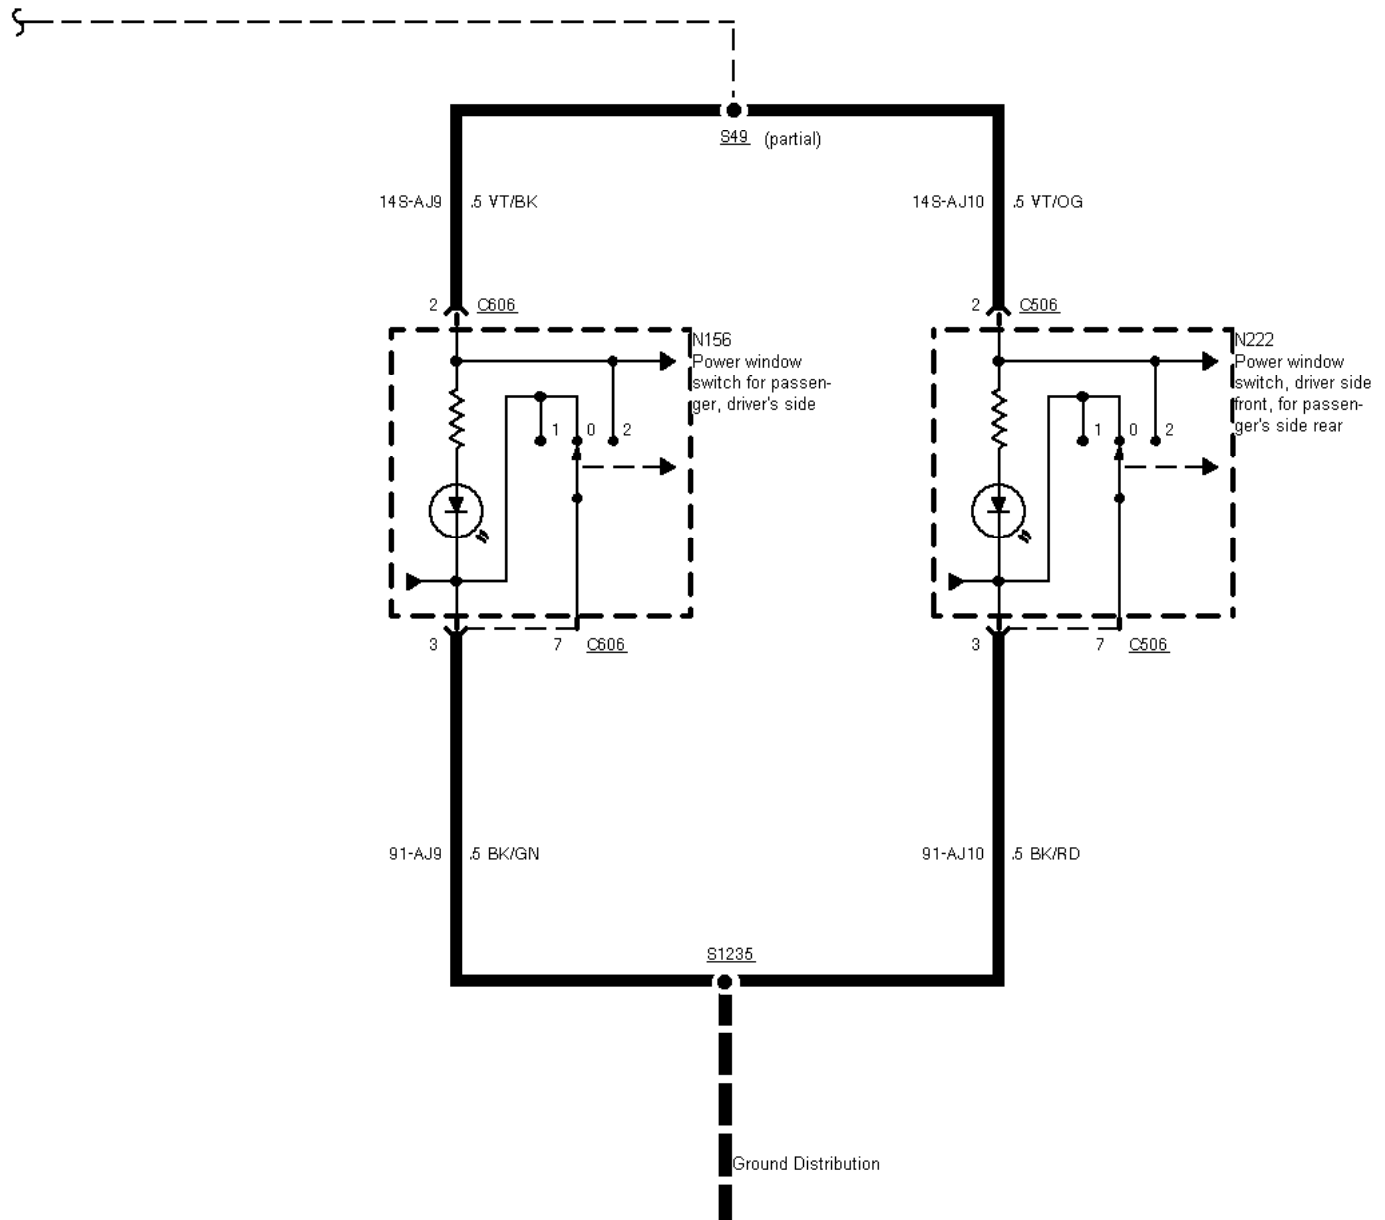 S49 (partial)
14S-AJ9 .5 VT/BK
14S-AJ10 .5 VT/OG
2 C606
2 C506
N156
Power window
switch for passen-
ger, driver's side
1 0 2
N222
Power window
switch, driver side
front, for passen-
ger's side rear
1 0 2
3 7 C606
3 7 C506
91-AJ9 .5 BK/GN
91-AJ10 .5 BK/RD
S1235
Ground Distribution